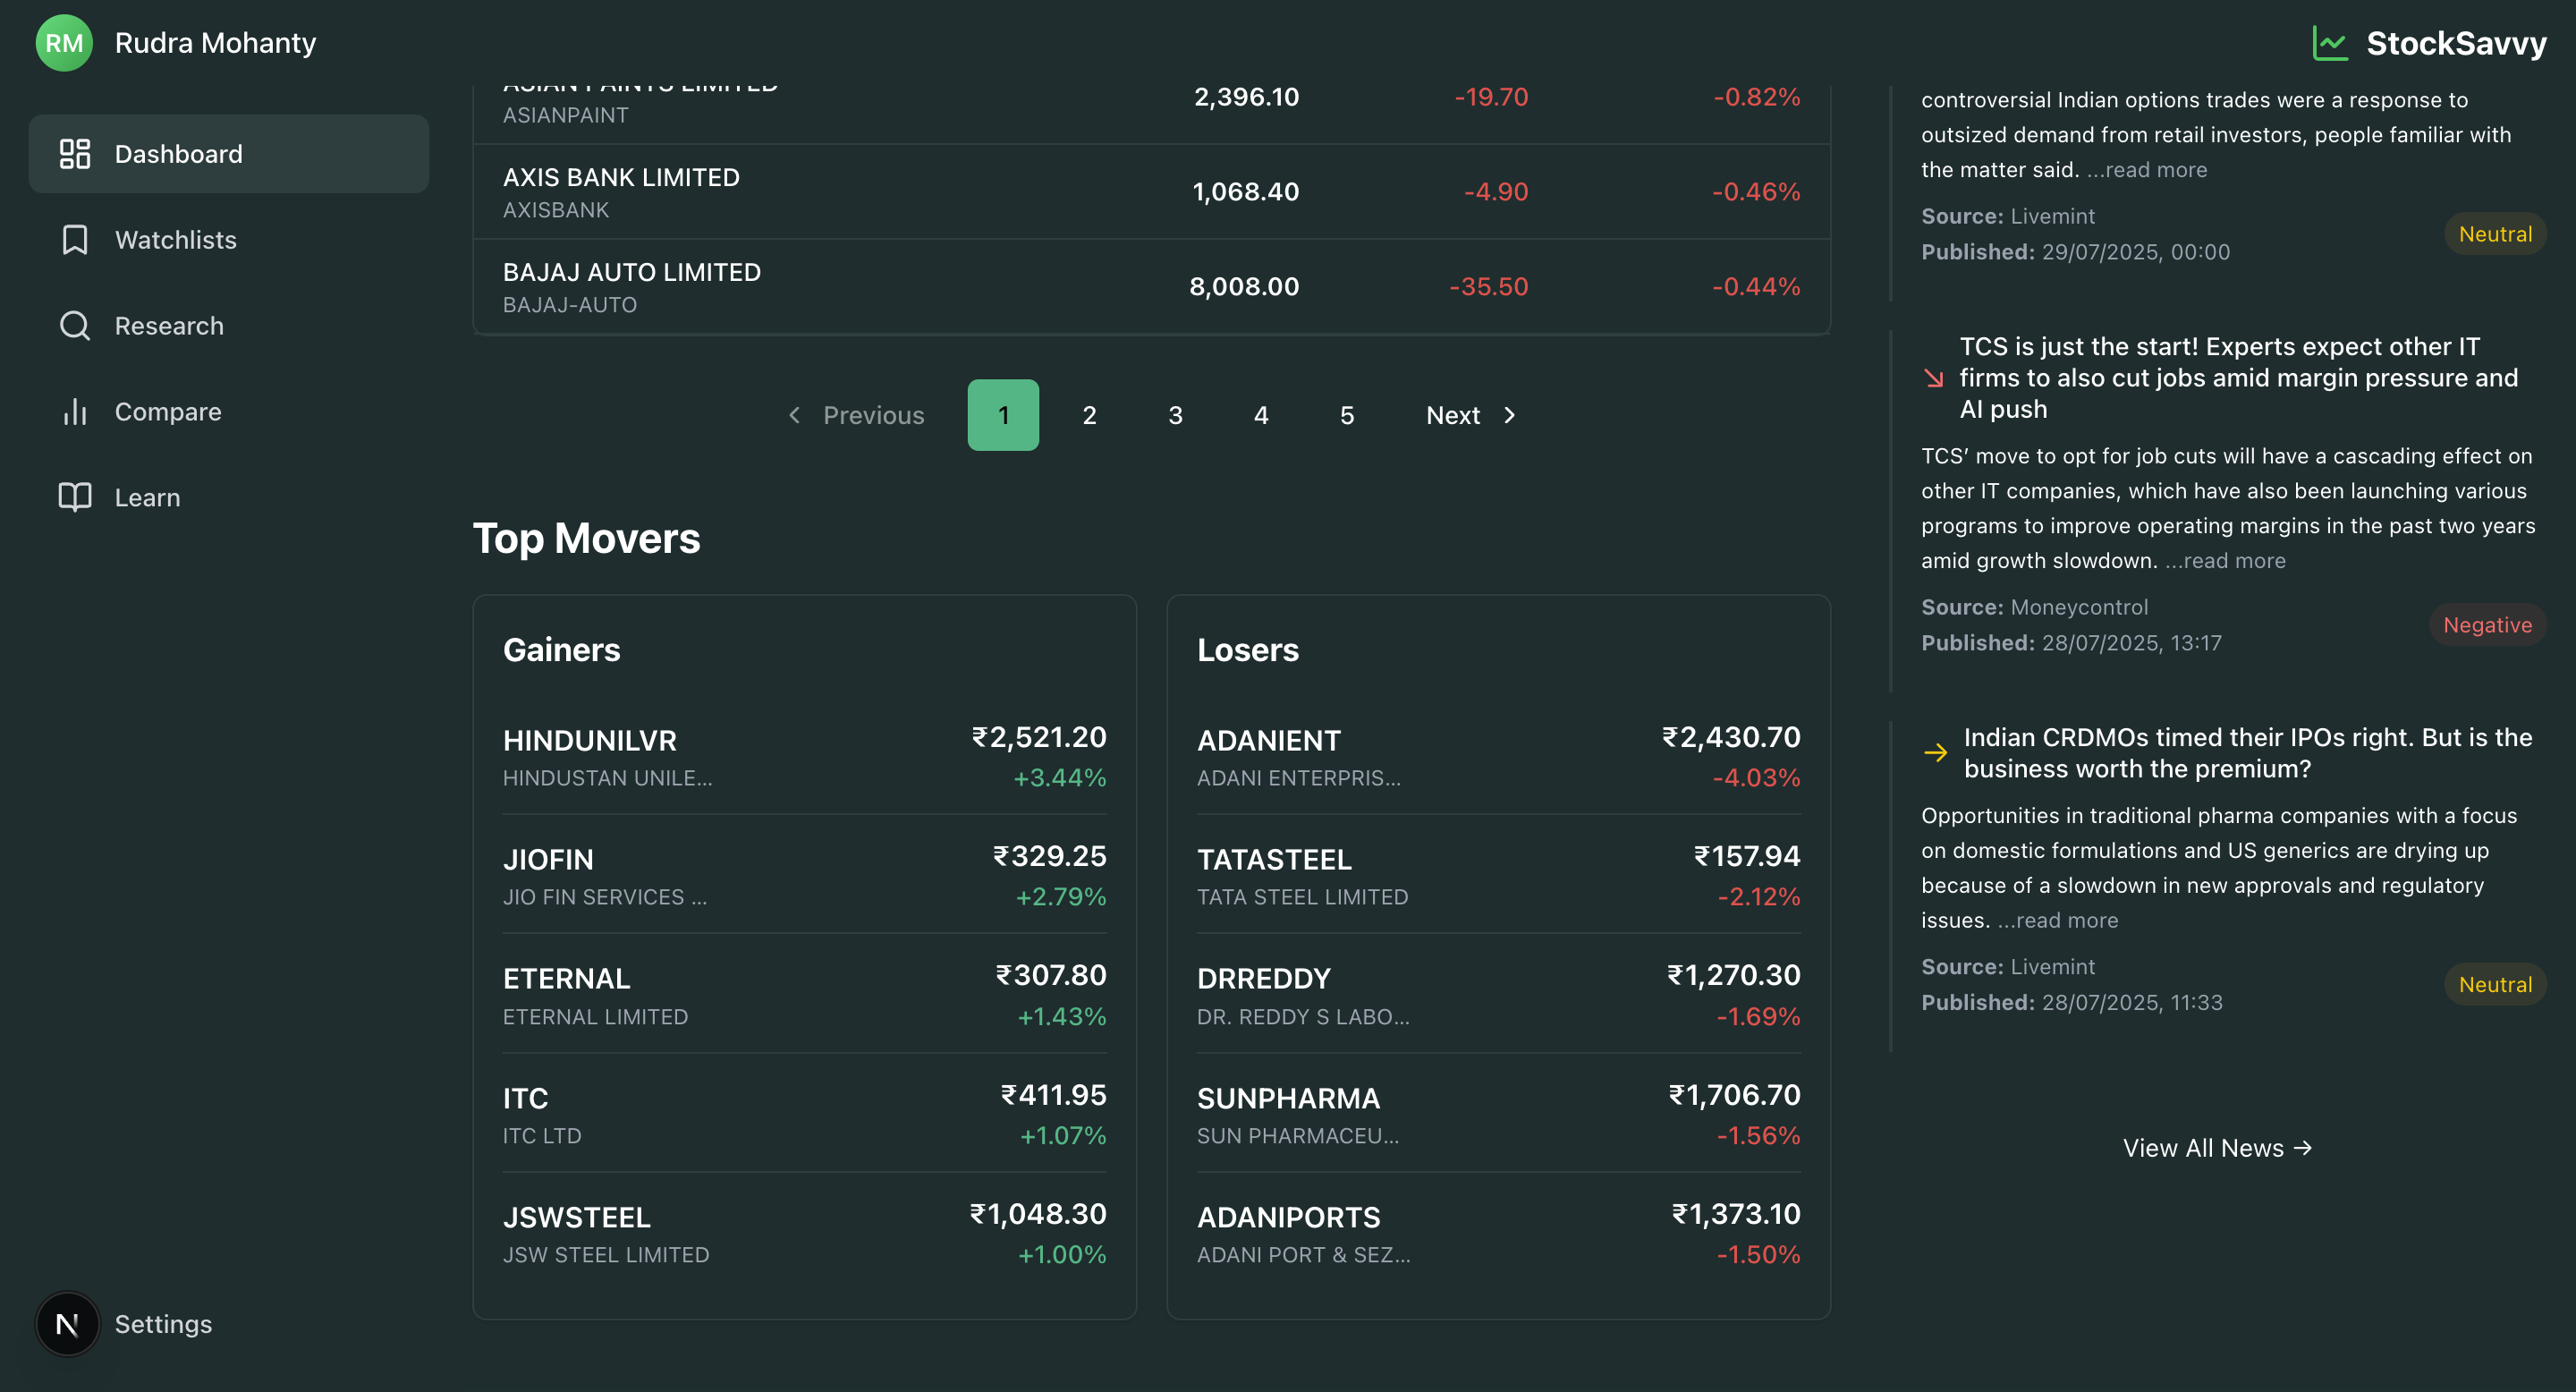 RM Rudra Mohanty
StockSavvy
Dashboard
Watchlists
Research
Compare
Learn
N Settings
ASIAN PAINTS LIMITED
ASIANPAINT
2,396.10 -19.70 -0.82%
AXIS BANK LIMITED
AXISBANK
1,068.40 -4.90 -0.46%
BAJAJ AUTO LIMITED
BAJAJ-AUTO
8,008.00 -35.50 -0.44%
Previous 1 2 3 4 5 Next
Top Movers
Gainers
HINDUNILVR ₹2,521.20
HINDUSTAN UNILE... +3.44%
JIOFIN ₹329.25
JIO FIN SERVICES ... +2.79%
ETERNAL ₹307.80
ETERNAL LIMITED +1.43%
ITC ₹411.95
ITC LTD +1.07%
JSWSTEEL ₹1,048.30
JSW STEEL LIMITED +1.00%
Losers
ADANIENT ₹2,430.70
ADANI ENTERPRIS... -4.03%
TATASTEEL ₹157.94
TATA STEEL LIMITED -2.12%
DRREDDY ₹1,270.30
DR. REDDY S LABO... -1.69%
SUNPHARMA ₹1,706.70
SUN PHARMACEU... -1.56%
ADANIPORTS ₹1,373.10
ADANI PORT & SEZ... -1.50%
controversial Indian options trades were a response to
outsized demand from retail investors, people familiar with
the matter said. ...read more
Source: Livemint
Published: 29/07/2025, 00:00
Neutral
TCS is just the start! Experts expect other IT
firms to also cut jobs amid margin pressure and
AI push
TCS’ move to opt for job cuts will have a cascading effect on
other IT companies, which have also been launching various
programs to improve operating margins in the past two years
amid growth slowdown. ...read more
Source: Moneycontrol
Published: 28/07/2025, 13:17
Negative
Indian CRDMOs timed their IPOs right. But is the
business worth the premium?
Opportunities in traditional pharma companies with a focus
on domestic formulations and US generics are drying up
because of a slowdown in new approvals and regulatory
issues. ...read more
Source: Livemint
Published: 28/07/2025, 11:33
Neutral
View All News →